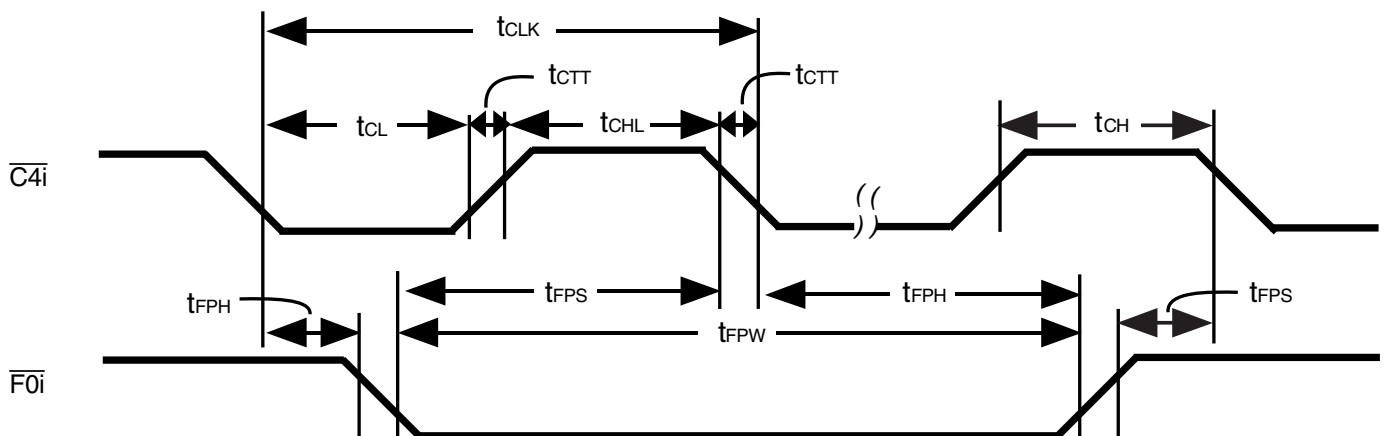 tCLK
tCTT
tCTT
tCL
tCHL
tCH
C4i
tFPH
tFPS
tFPH
tFPS
tFPW
F0i